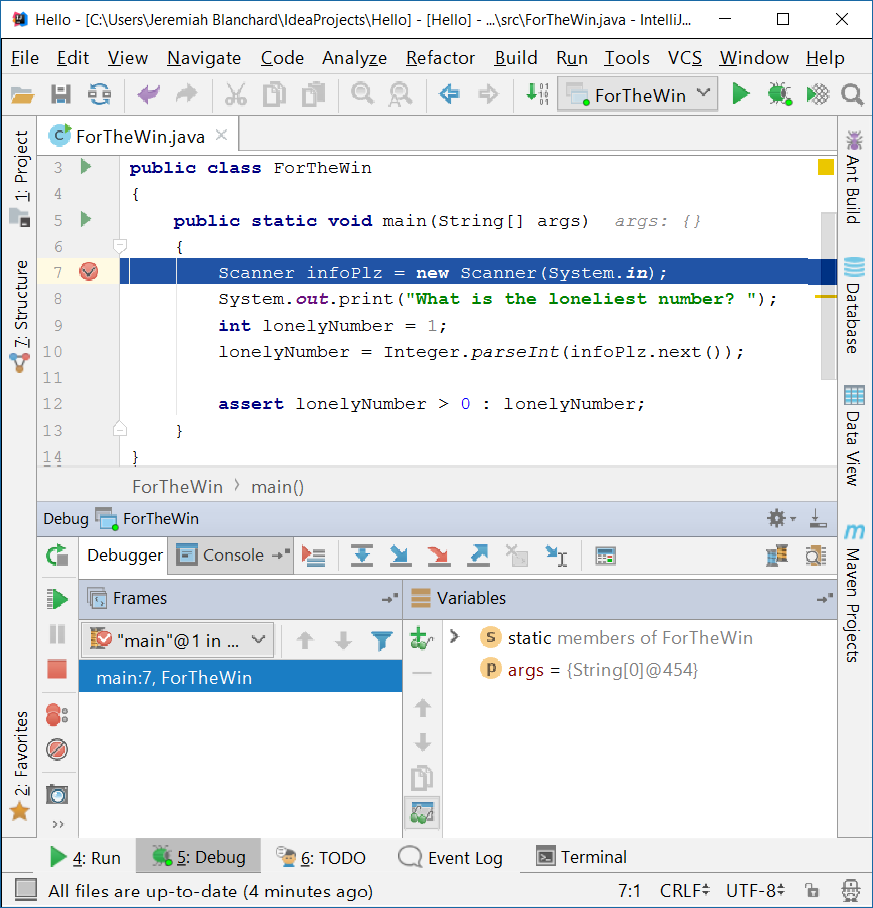 Hello - [C:\Users\Jeremiah Blanchard\IdeaProjects\Hello] - [Hello] - ...\src\ForTheWin.java - IntelliJ...
File Edit View Navigate Code Analyze Refactor Build Run Tools VCS Window Help
ForTheWin
ForTheWin.java
1: Project
7: Structure
2: Favorites
3 public class ForTheWin
4 {
5 public static void main(String[] args) args: {}
6 {
7 Scanner infoPlz = new Scanner(System.in);
8 System.out.print("What is the loneliest number? ");
9 int lonelyNumber = 1;
10 lonelyNumber = Integer.parseInt(infoPlz.next());
11
12 assert lonelyNumber > 0 : lonelyNumber;
13 }
14 }
ForTheWin > main()
Ant Build
Database
Data View
Maven Projects
Debug ForTheWin
Debugger Console
Frames Variables
"main"@1 in ...
main:7, ForTheWin
static members of ForTheWin
args = {String[0]@454}
4: Run 5: Debug 6: TODO Event Log Terminal
All files are up-to-date (4 minutes ago) 7:1 CRLF UTF-8